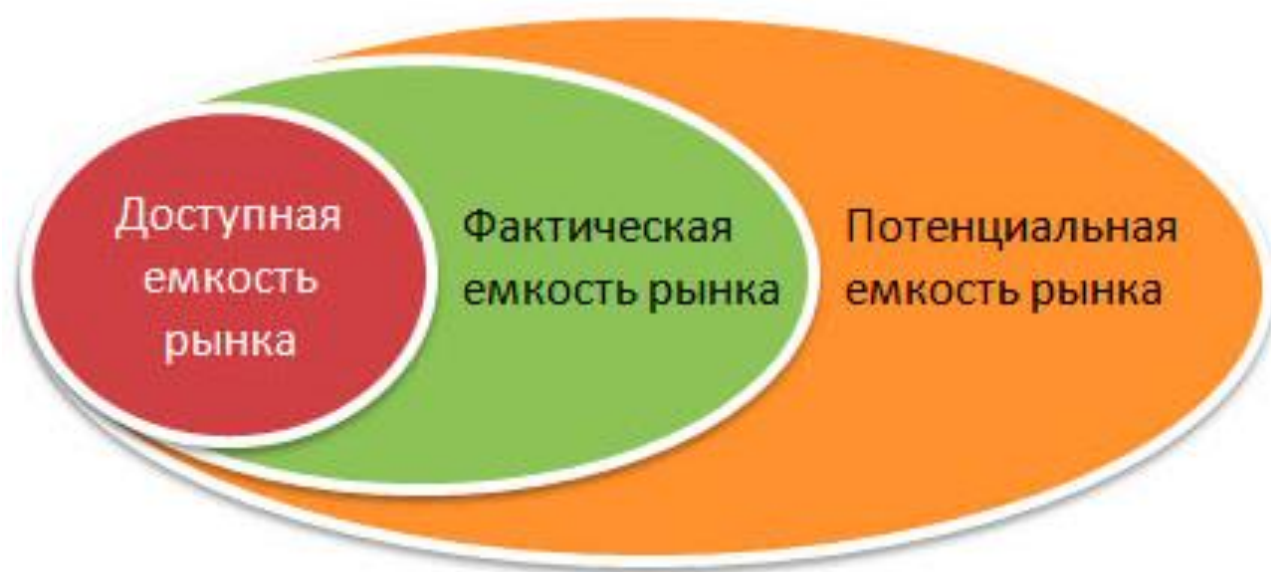 Доступная
емкость
рынка
Фактическая
емкость рынка
Потенциальная
емкость рынка